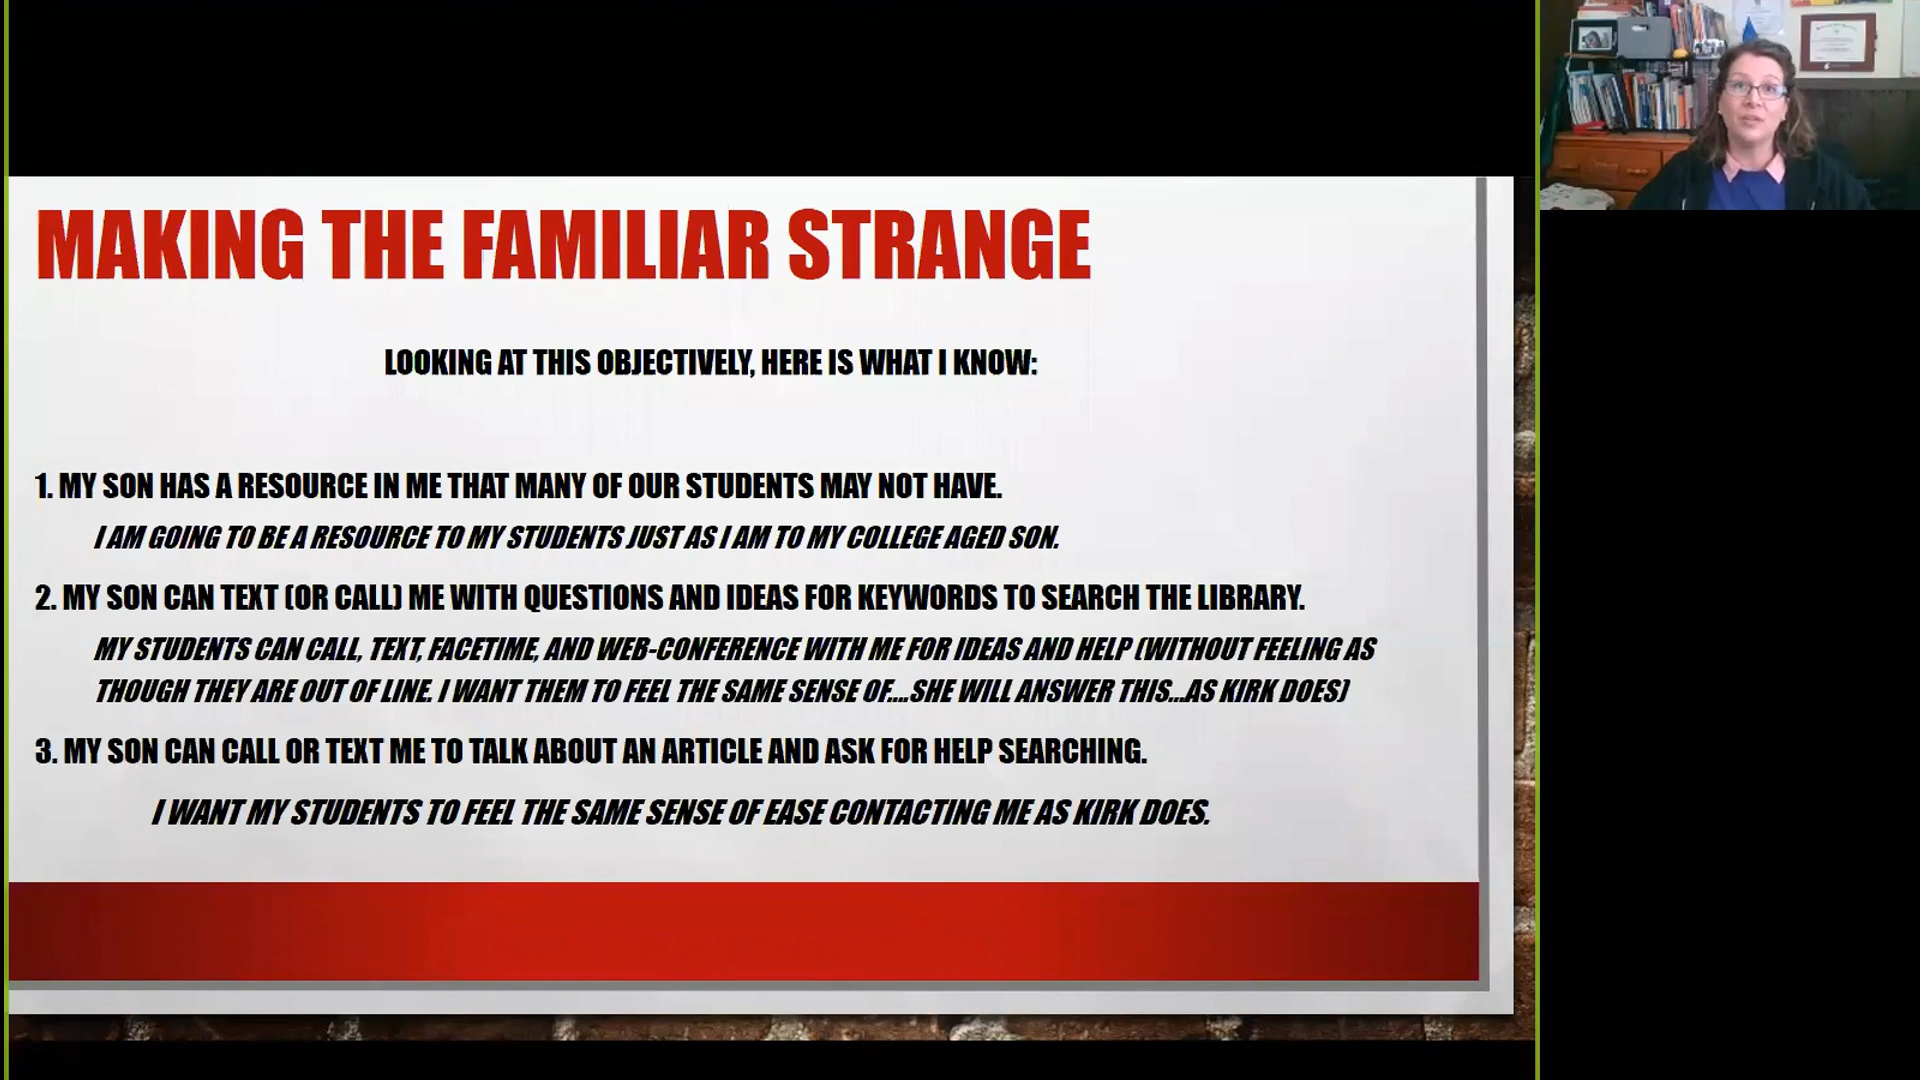 MAKING THE FAMILIAR STRANGE
LOOKING AT THIS OBJECTIVELY, HERE IS WHAT I KNOW:
1. MY SON HAS A RESOURCE IN ME THAT MANY OF OUR STUDENTS MAY NOT HAVE.
I AM GOING TO BE A RESOURCE TO MY STUDENTS JUST AS I AM TO MY COLLEGE AGED SON.
2. MY SON CAN TEXT (OR CALL) ME WITH QUESTIONS AND IDEAS FOR KEYWORDS TO SEARCH THE LIBRARY.
MY STUDENTS CAN CALL, TEXT, FACETIME, AND WEB-CONFERENCE WITH ME FOR IDEAS AND HELP (WITHOUT FEELING AS
THOUGH THEY ARE OUT OF LINE. I WANT THEM TO FEEL THE SAME SENSE OF....SHE WILL ANSWER THIS...AS KIRK DOES)
3. MY SON CAN CALL OR TEXT ME TO TALK ABOUT AN ARTICLE AND ASK FOR HELP SEARCHING.
I WANT MY STUDENTS TO FEEL THE SAME SENSE OF EASE CONTACTING ME AS KIRK DOES.